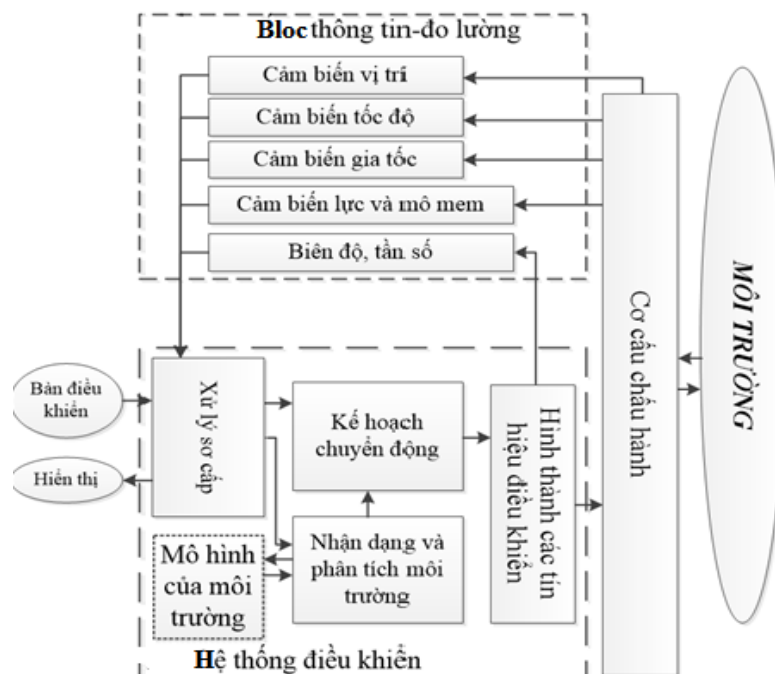 Bloc thông tin-đo lường
Cảm biến vị trí
Cảm biến tốc độ
Cảm biến gia tốc
Cảm biến lực và mô mem
Biên độ, tần số
Cơ cấu chấu hành
MÔI TRƯỜNG
Bàn điều
khiển
Hiển thị
Xử lý sơ cấp
Kế hoạch
chuyển động
Hình thành các tín
hiệu điều khiển
Mô hình
của môi
trường
Nhận dạng và
phân tích môi
trường
Hệ thống điều khiển